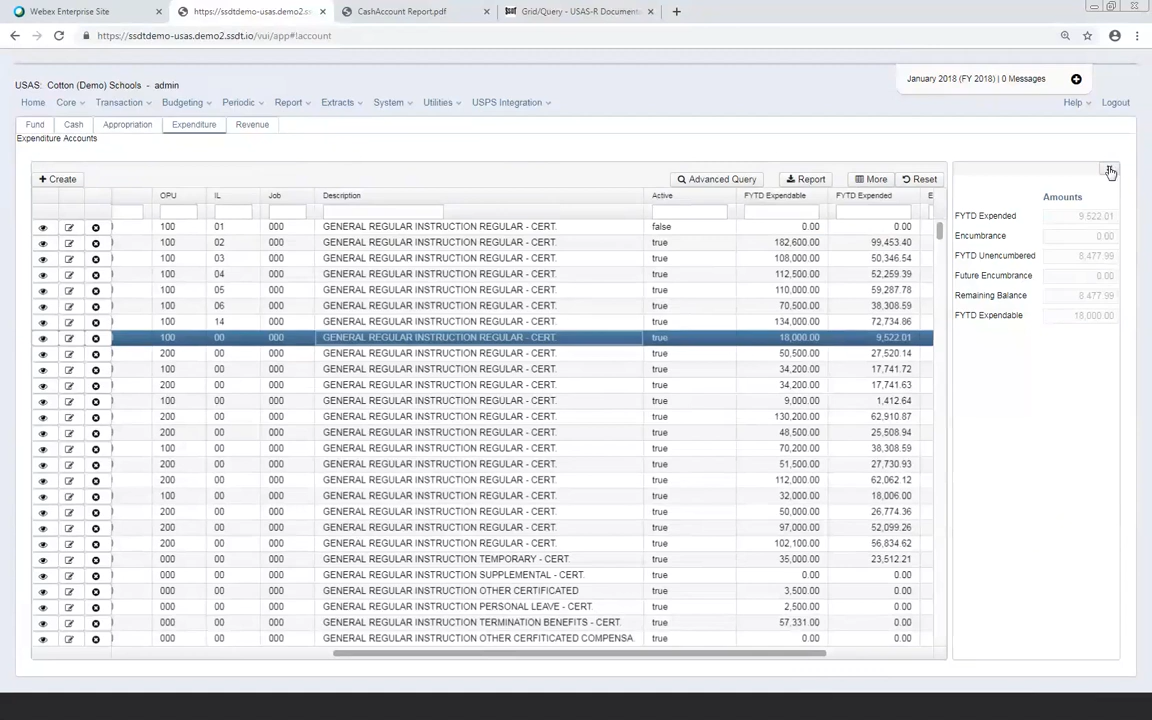 Webex Enterprise Site
https://ssdtdemo-usas.demo2.ss
CashAccount Report.pdf
Grid/Query - USAS-R Documente
https://ssdtdemo-usas.demo2.ssdt.io/vui/app#!account
USAS: Cotton (Demo) Schools - admin
January 2018 (FY 2018) | 0 Messages
Home Core Transaction Budgeting Periodic Report Extracts System Utilities USPS Integration Help Logout
Fund Cash Appropriation Expenditure Revenue
Expenditure Accounts
+ Create Advanced Query Report More Reset
OPU IL Job Description Active FYTD Expendable FYTD Expended E
100 01 000 GENERAL REGULAR INSTRUCTION REGULAR - CERT. false 0.00 0.00
100 02 000 GENERAL REGULAR INSTRUCTION REGULAR - CERT. true 182,600.00 99,453.40
100 03 000 GENERAL REGULAR INSTRUCTION REGULAR - CERT. true 108,000.00 50,346.54
100 04 000 GENERAL REGULAR INSTRUCTION REGULAR - CERT. true 112,500.00 52,259.39
100 05 000 GENERAL REGULAR INSTRUCTION REGULAR - CERT. true 110,000.00 59,287.78
100 06 000 GENERAL REGULAR INSTRUCTION REGULAR - CERT. true 70,500.00 38,308.59
100 14 000 GENERAL REGULAR INSTRUCTION REGULAR - CERT. true 134,000.00 72,734.86
100 00 000 GENERAL REGULAR INSTRUCTION REGULAR - CERT. true 18,000.00 9,522.01
200 00 000 GENERAL REGULAR INSTRUCTION REGULAR - CERT. true 50,500.00 27,520.14
100 00 000 GENERAL REGULAR INSTRUCTION REGULAR - CERT. true 34,200.00 17,741.72
200 00 000 GENERAL REGULAR INSTRUCTION REGULAR - CERT. true 34,200.00 17,741.63
100 00 000 GENERAL REGULAR INSTRUCTION REGULAR - CERT. true 9,000.00 1,412.64
200 00 000 GENERAL REGULAR INSTRUCTION REGULAR - CERT. true 130,200.00 62,910.87
200 00 000 GENERAL REGULAR INSTRUCTION REGULAR - CERT. true 48,500.00 25,508.94
100 00 000 GENERAL REGULAR INSTRUCTION REGULAR - CERT. true 70,200.00 38,308.59
200 00 000 GENERAL REGULAR INSTRUCTION REGULAR - CERT. true 51,500.00 27,730.93
200 00 000 GENERAL REGULAR INSTRUCTION REGULAR - CERT. true 112,000.00 62,062.12
100 00 000 GENERAL REGULAR INSTRUCTION REGULAR - CERT. true 32,000.00 18,006.00
200 00 000 GENERAL REGULAR INSTRUCTION REGULAR - CERT. true 50,000.00 26,774.36
200 00 000 GENERAL REGULAR INSTRUCTION REGULAR - CERT. true 97,000.00 52,099.26
200 00 000 GENERAL REGULAR INSTRUCTION REGULAR - CERT. true 102,100.00 56,834.62
000 00 000 GENERAL REGULAR INSTRUCTION TEMPORARY - CERT. true 35,000.00 23,512.21
000 00 000 GENERAL REGULAR INSTRUCTION SUPPLEMENTAL - CERT. true 0.00 0.00
000 00 000 GENERAL REGULAR INSTRUCTION OTHER CERTIFICATED true 3,500.00 0.00
000 00 000 GENERAL REGULAR INSTRUCTION PERSONAL LEAVE - CERT. true 2,500.00 0.00
000 00 000 GENERAL REGULAR INSTRUCTION TERMINATION BENEFITS - CERT. true 57,331.00 0.00
000 00 000 GENERAL REGULAR INSTRUCTION OTHER CERFITICATED COMPENSA true 0.00 0.00
Amounts
FYTD Expended 9,522.01
Encumbrance 0.00
FYTD Unencumbered 8,477.99
Future Encumbrance 0.00
Remaining Balance 8,477.99
FYTD Expendable 18,000.00